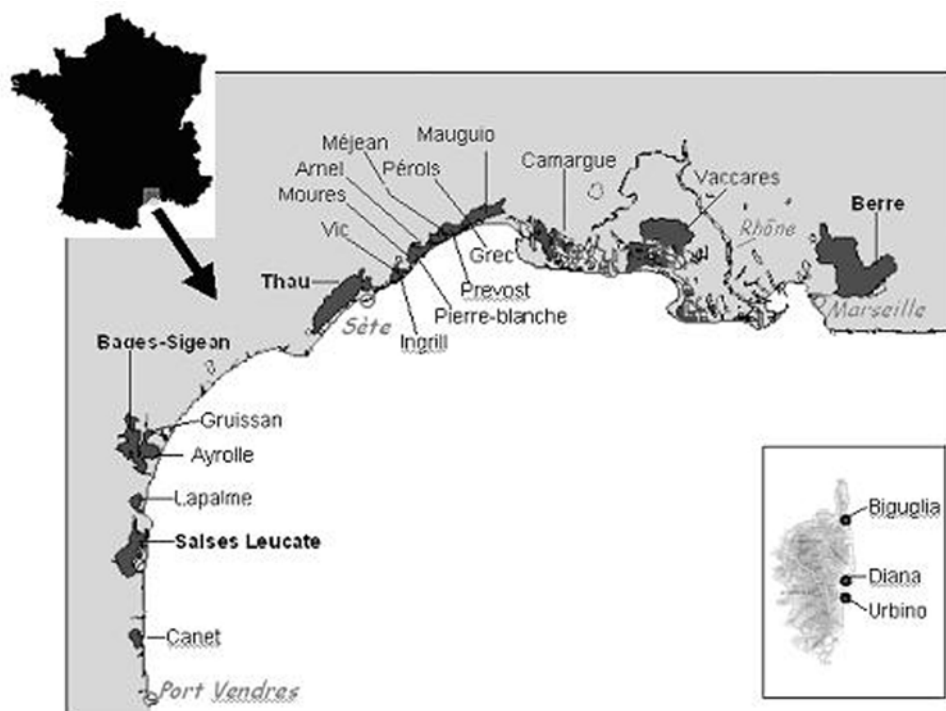 Mauguio
Méjean
Pérols
Camargue
Arnel
Vaccares
Moures
Berre
Vic
Rhône
Grec
Thau
Prevost
Marseille
Pierre-blanche
Sète
Ingrill
Bages-Sigean
Gruissan
Ayrolle
Lapalme
Salses Leucate
Canet
Port Vendres
Biguglia
Diana
Urbino